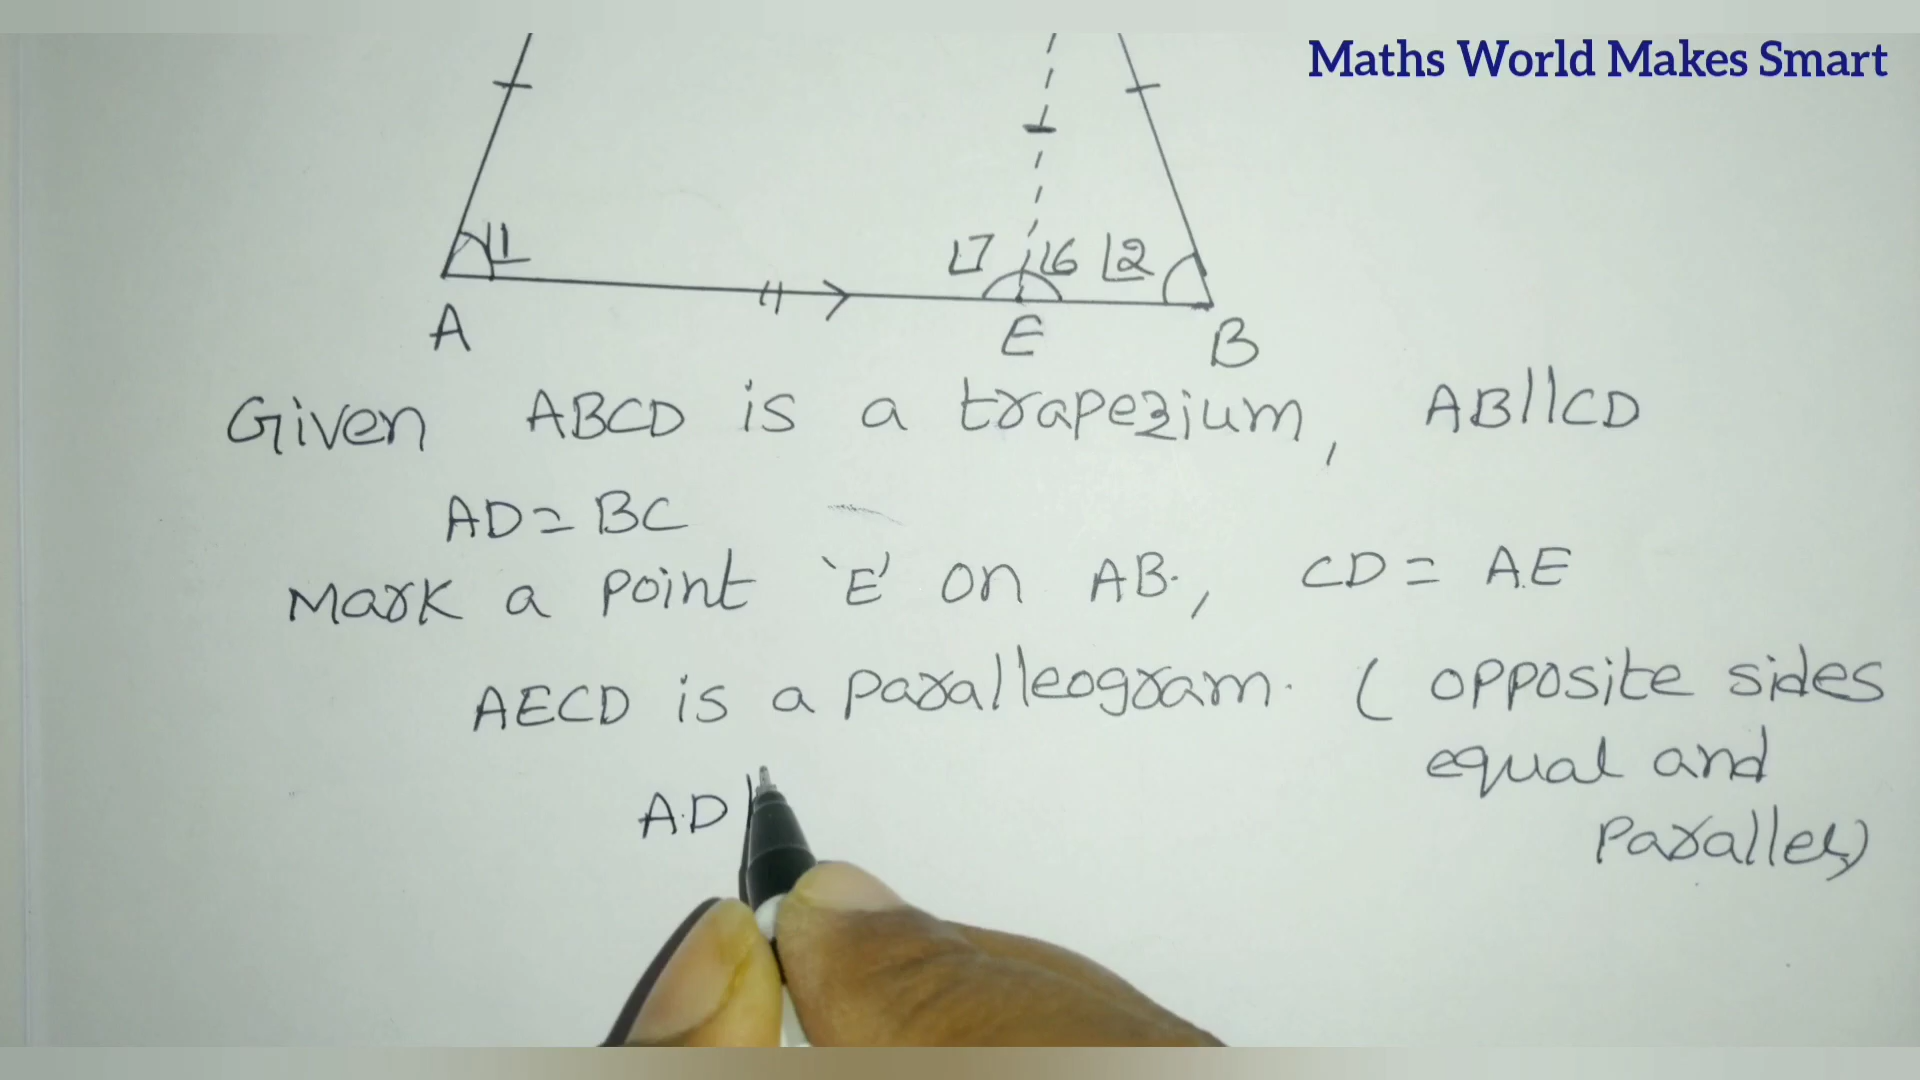 Maths World Makes Smart
∠1
∠7 ∠6 ∠2
A E B
Given ABCD is a trapezium, AB||CD
AD = BC
Mark a point 'E' on AB., CD = AE
AECD is a paralleogram. ( opposite sides
equal and
parallel)
AD|